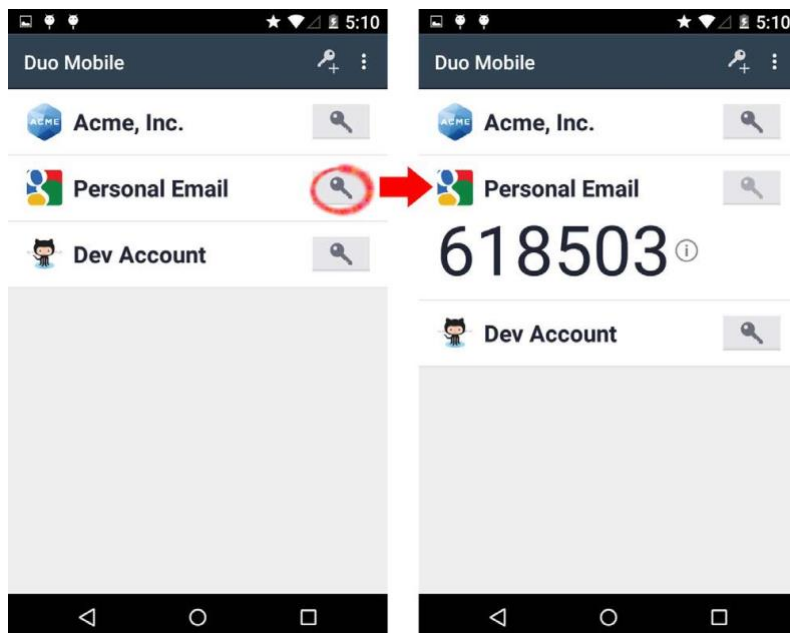 5:10
Duo Mobile
ACME
Acme, Inc.
Personal Email
Dev Account
5:10
Duo Mobile
ACME
Acme, Inc.
Personal Email
618503
Dev Account